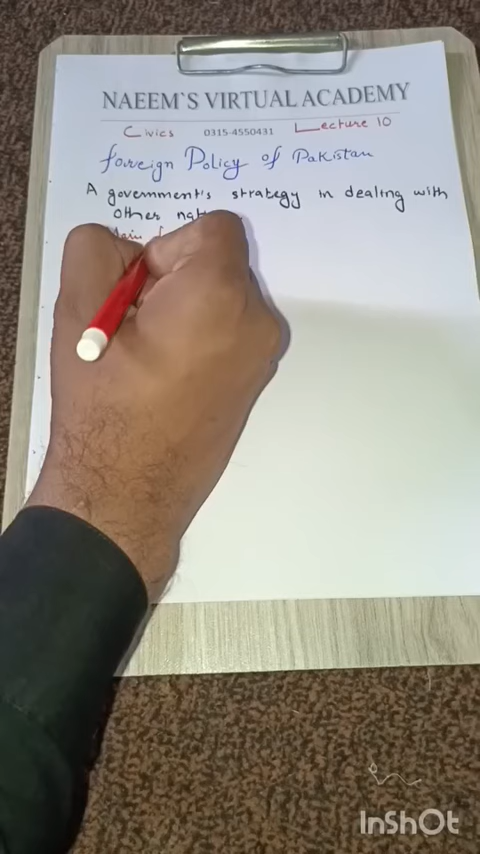 NAEEM`S VIRTUAL ACADEMY
Civics 0315-4550431 Lecture 10
Foreign Policy of Pakistan
A government's strategy in dealing with
other
InShOt